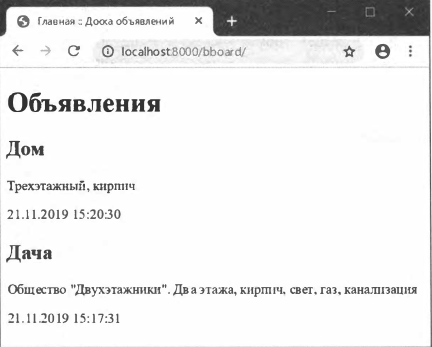 Главная :: Доска объявлений
localhost:8000/bboard/
Объявления
Дом
Трехэтажный, кирпич
21.11.2019 15:20:30
Дача
Общество "Двухэтажники". Два этажа, кирпич, свет, газ, канализация
21.11.2019 15:17:31